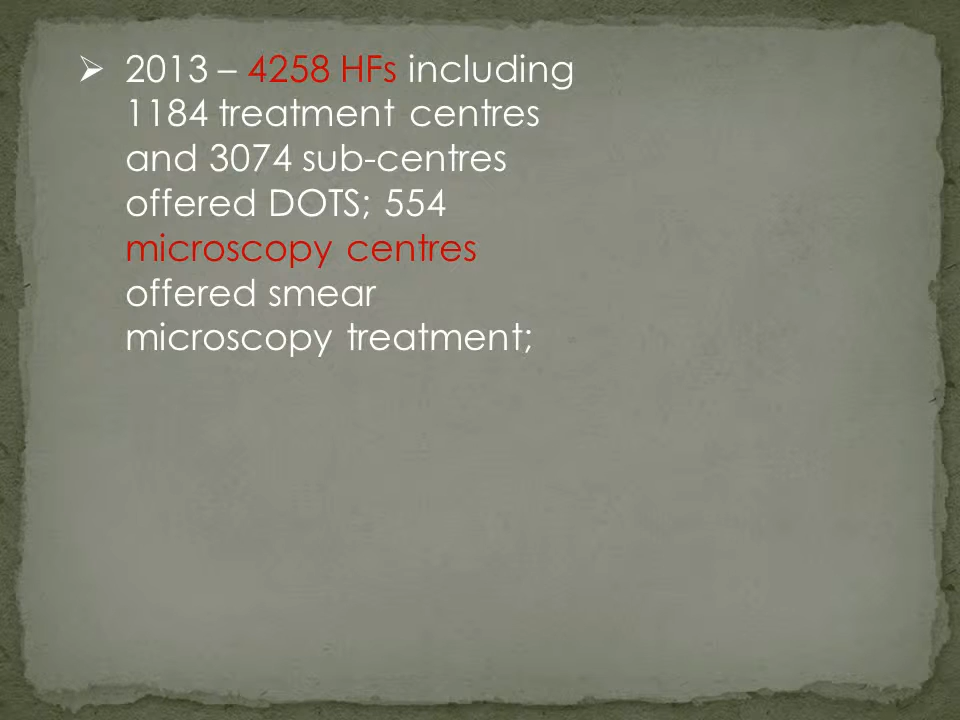 ➢ 2013 – 4258 HFs including
1184 treatment centres
and 3074 sub-centres
offered DOTS; 554
microscopy centres
offered smear
microscopy treatment;